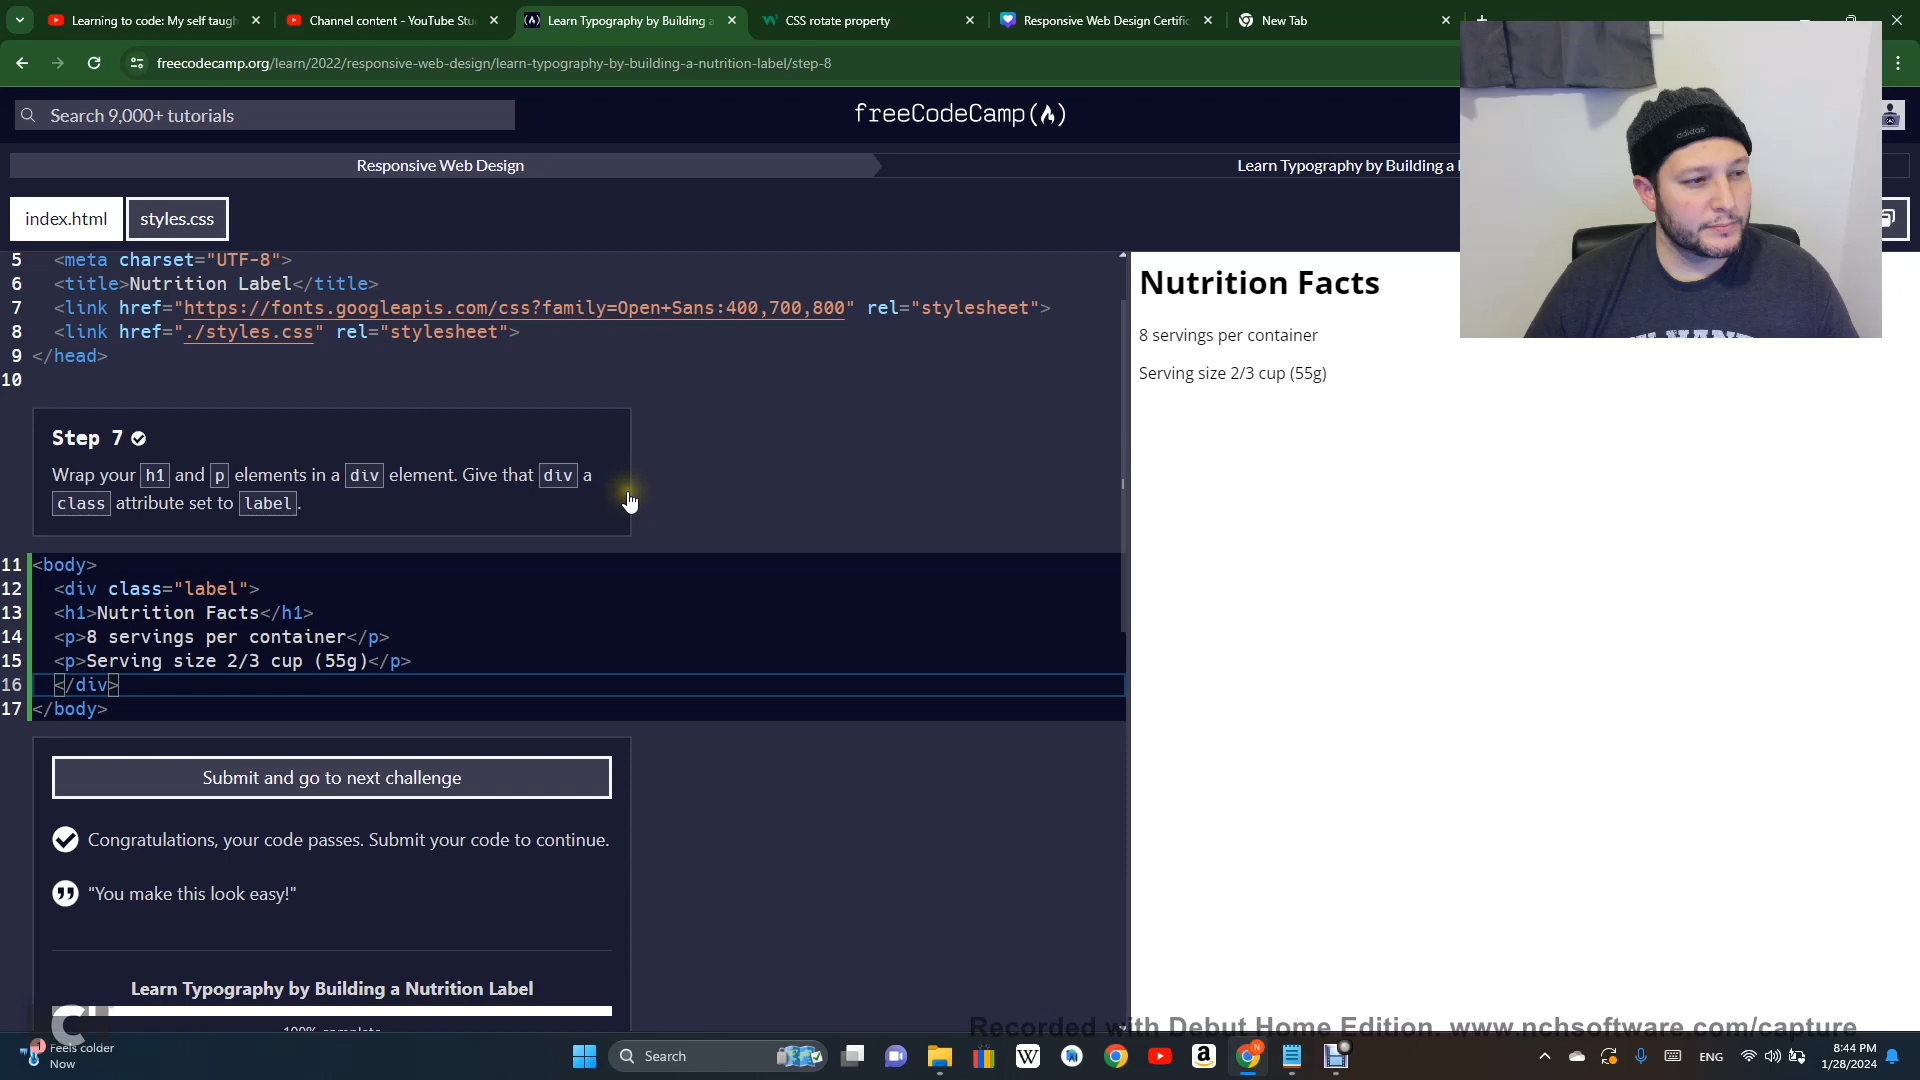 Learning to code: My self taugh
Channel content - YouTube Stu
Learn Typography by Building a
CSS rotate property
Responsive Web Design Certific
New Tab
freecodecamp.org/learn/2022/responsive-web-design/learn-typography-by-building-a-nutrition-label/step-8
Search 9,000+ tutorials
freeCodeCamp
Responsive Web Design
Learn Typography by Building a
index.html
styles.css
5 <meta charset="UTF-8">
6 <title>Nutrition Label</title>
7 <link href="https://fonts.googleapis.com/css?family=Open+Sans:400,700,800" rel="stylesheet">
8 <link href="./styles.css" rel="stylesheet">
9 </head>
10
Step 7
Wrap your h1 and p elements in a div element. Give that div a
class attribute set to label.
11 <body>
12 <div class="label">
13 <h1>Nutrition Facts</h1>
14 <p>8 servings per container</p>
15 <p>Serving size 2/3 cup (55g)</p>
16 </div>
17 </body>
Submit and go to next challenge
Congratulations, your code passes. Submit your code to continue.
"You make this look easy!"
Learn Typography by Building a Nutrition Label
100% complete
Nutrition Facts
8 servings per container
Serving size 2/3 cup (55g)
adidas
Recorded with Debut Home Edition. www.nchsoftware.com/capture
Feels colder
Now
Search
ENG
8:44 PM
1/28/2024